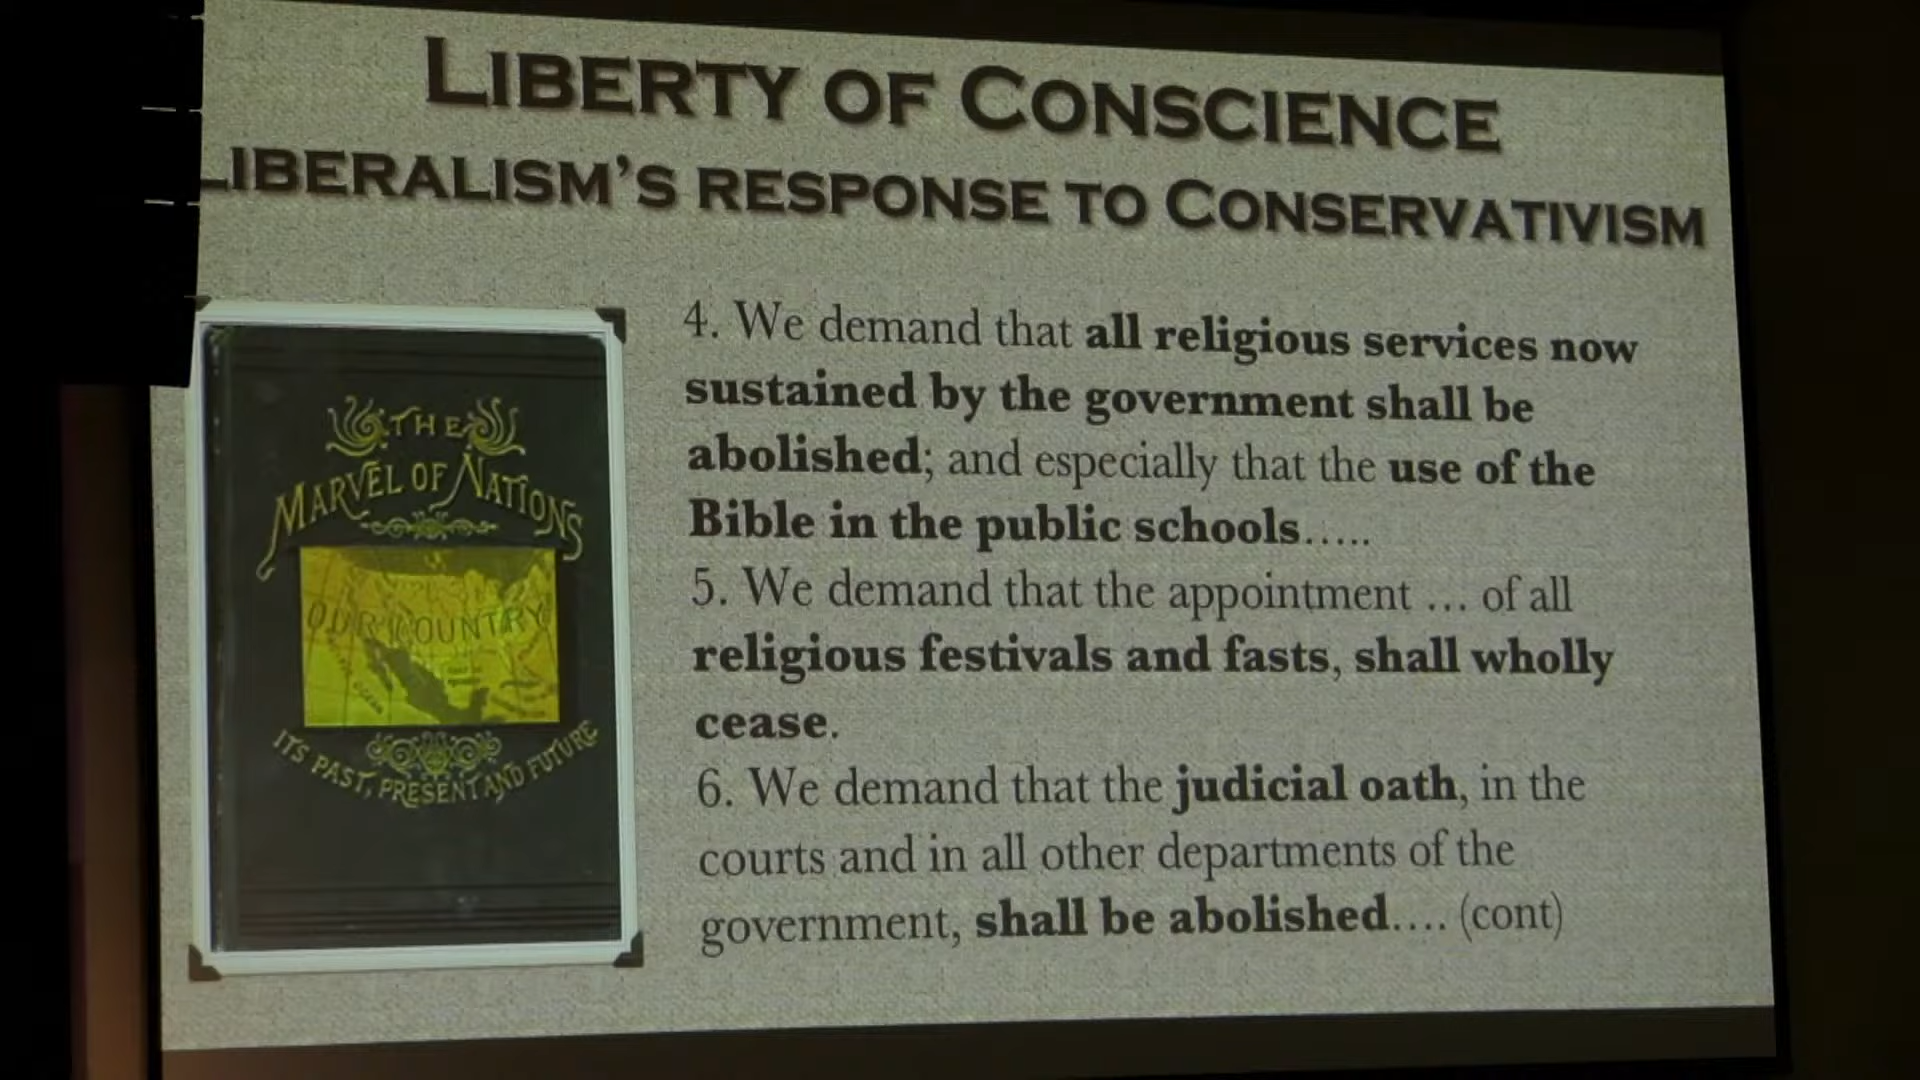 LIBERTY OF CONSCIENCE
LIBERALISM'S RESPONSE TO CONSERVATIVISM
THE
MARVEL OF NATIONS
OUR COUNTRY
ITS PAST, PRESENT AND FUTURE
4. We demand that all religious services now
sustained by the government shall be
abolished; and especially that the use of the
Bible in the public schools.....
5. We demand that the appointment ... of all
religious festivals and fasts, shall wholly
cease.
6. We demand that the judicial oath, in the
courts and in all other departments of the
government, shall be abolished.... (cont)